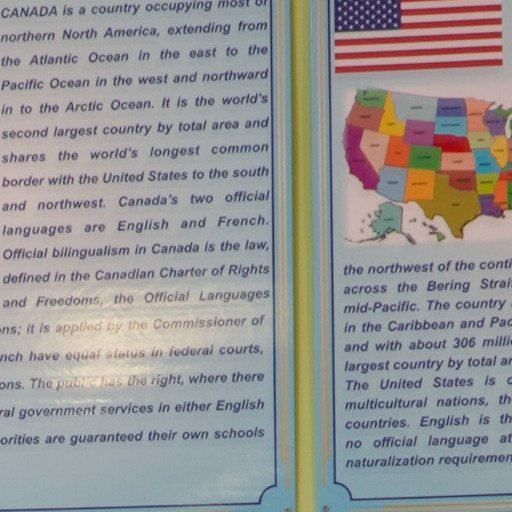 CANADA is a country occupying most of
northern North America, extending from
the Atlantic Ocean in the east to the
Pacific Ocean in the west and northward
in to the Arctic Ocean. It is the world's
second largest country by total area and
shares the world's longest common
border with the United States to the south
and northwest. Canada's two official
languages are English and French.
Official bilingualism in Canada is the law,
defined in the Canadian Charter of Rights
and Freedoms, the Official Languages
ns; it is applied by the Commissioner of
nch have equal status in federal courts,
ons. The public has the right, where there
ral government services in either English
orities are guaranteed their own schools
the northwest of the conti
across the Bering Strait
mid-Pacific. The country
in the Caribbean and Pac
and with about 306 milli
largest country by total ar
The United States is
multicultural nations, th
countries. English is th
no official language at
naturalization requiremen